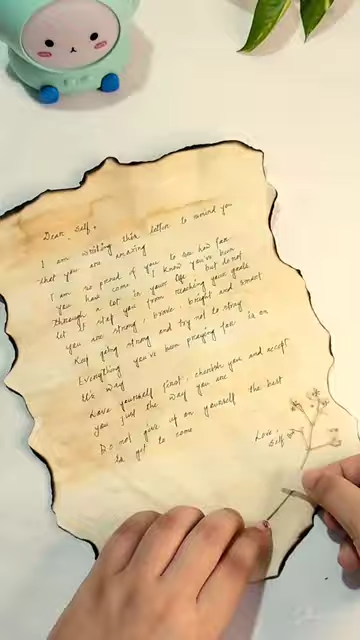 Dear Self,
I am writing this letter to remind you
that you are amazing
I am so proud of you to see how far
you have come. I know you've been
through a lot in your life but do not
let it stop you from reaching your goals
you are strong, brave, bright and smart
Keep going strong and try not to stray
Everything you've been praying for is on
its way
Love yourself first, cherish you and accept
you just the way you are
Do not give up on yourself the best
is yet to come
Love,
Self